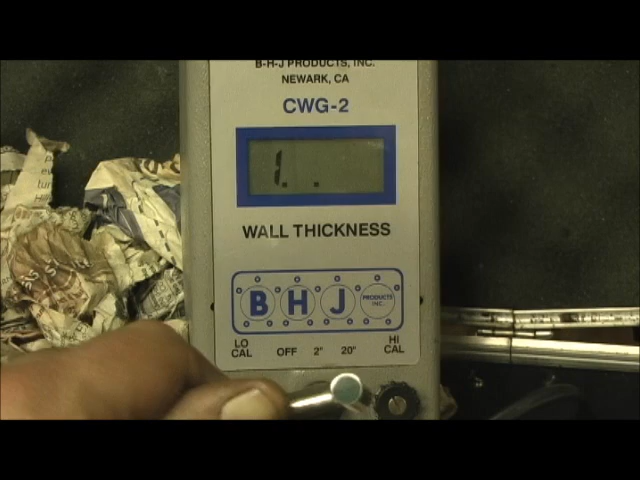 B-H-J PRODUCTS, INC.
NEWARK, CA
CWG-2
1. .
WALL THICKNESS
B H J PRODUCTS INC.
LO CAL OFF 2" 20" HI CAL